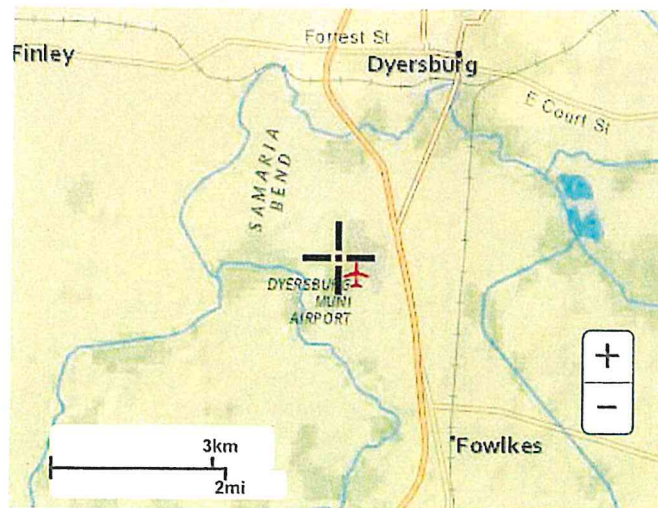 Forrest St
Finley
Dyersburg
E Court St
SAMARIA
BEND
DYERSBURG
MUNI
AIRPORT
+
−
Fowlkes
3km
2mi